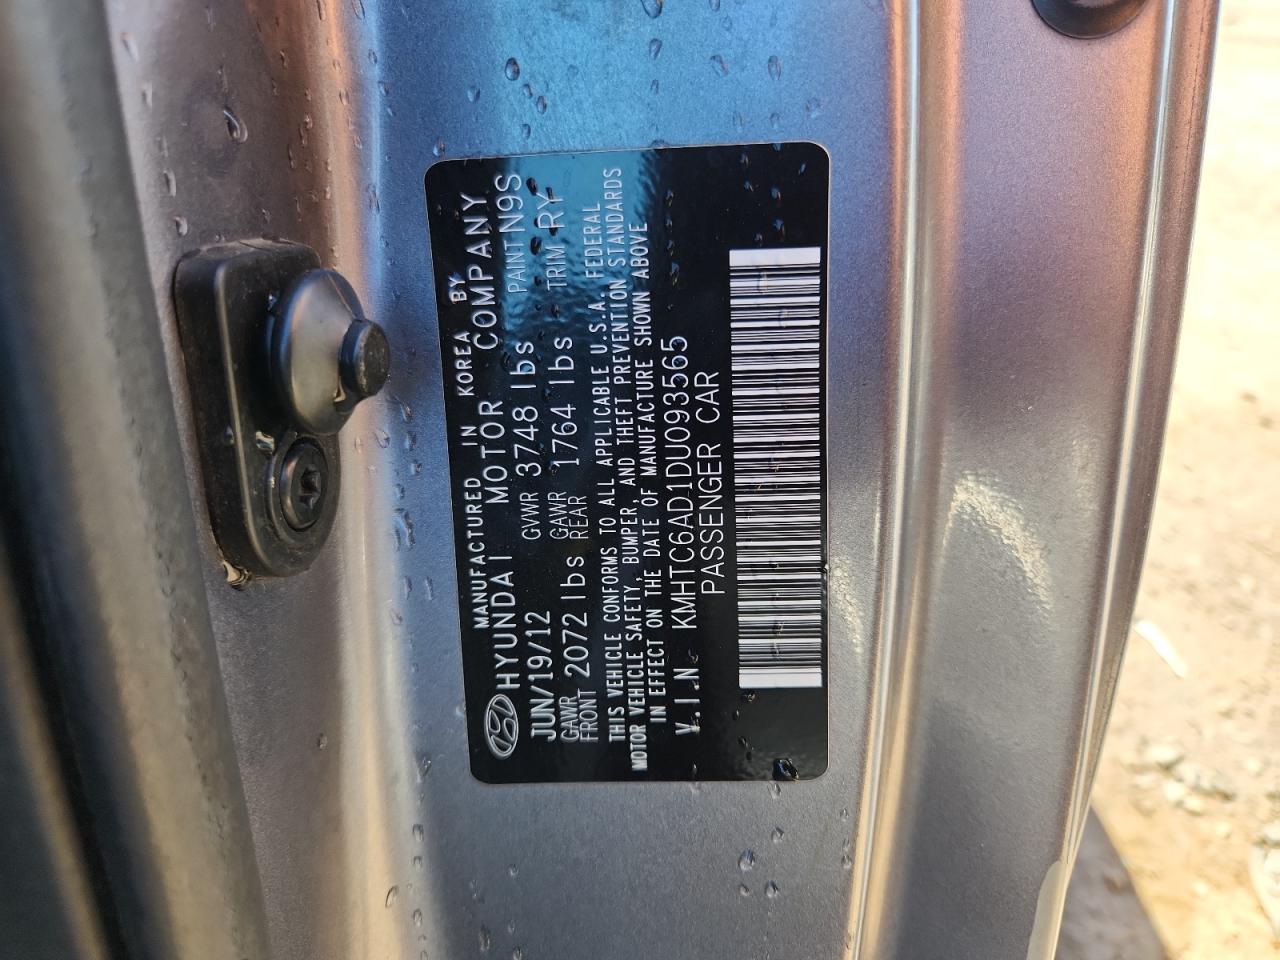 MANUFACTURED IN KOREA BY
HYUNDAI MOTOR COMPANY
JUN/19/12 GVWR 3748 lbs PAINT N9S
GAWR FRONT 2072 lbs GAWR REAR 1764 lbs TRIM RY
THIS VEHICLE CONFORMS TO ALL APPLICABLE U.S.A. FEDERAL
MOTOR VEHICLE SAFETY, BUMPER, AND THEFT PREVENTION STANDARDS
IN EFFECT ON THE DATE OF MANUFACTURE SHOWN ABOVE
V.I.N : KMHTC6AD1DU093565
PASSENGER CAR